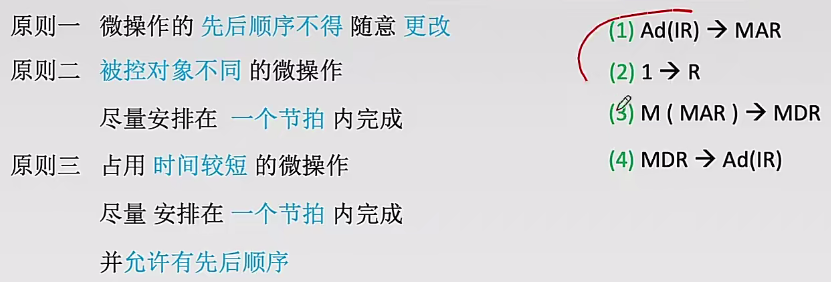 原则一 微操作的 先后顺序不得 随意 更改
原则二 被控对象不同 的微操作
尽量安排在 一个节拍 内完成
原则三 占用 时间较短 的微操作
尽量 安排在 一个节拍 内完成
并允许有先后顺序
(1) Ad(IR) → MAR
(2) 1 → R
(3) M ( MAR ) → MDR
(4) MDR → Ad(IR)